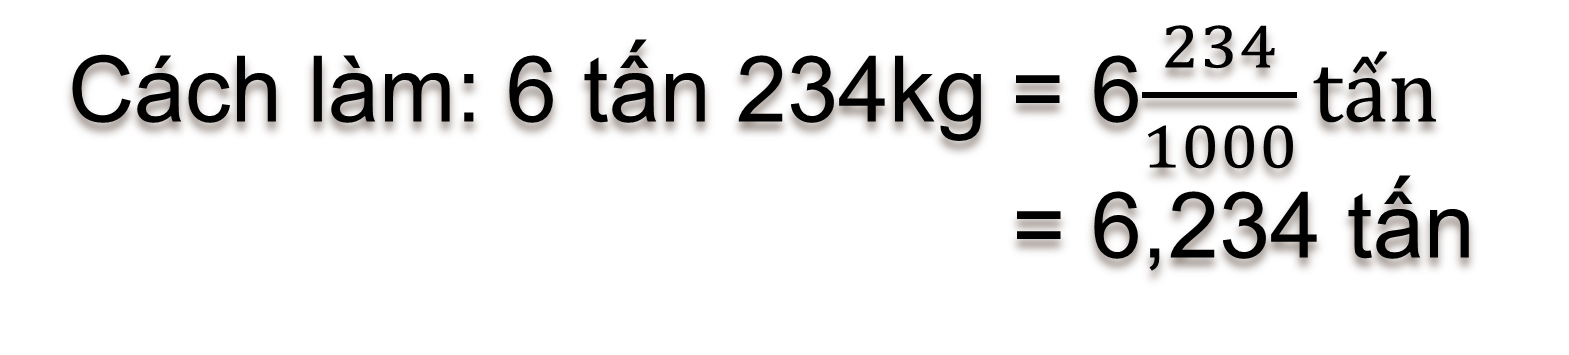 Cách làm: 6 tấn 234kg = 6 234/1000 tấn
= 6,234 tấn